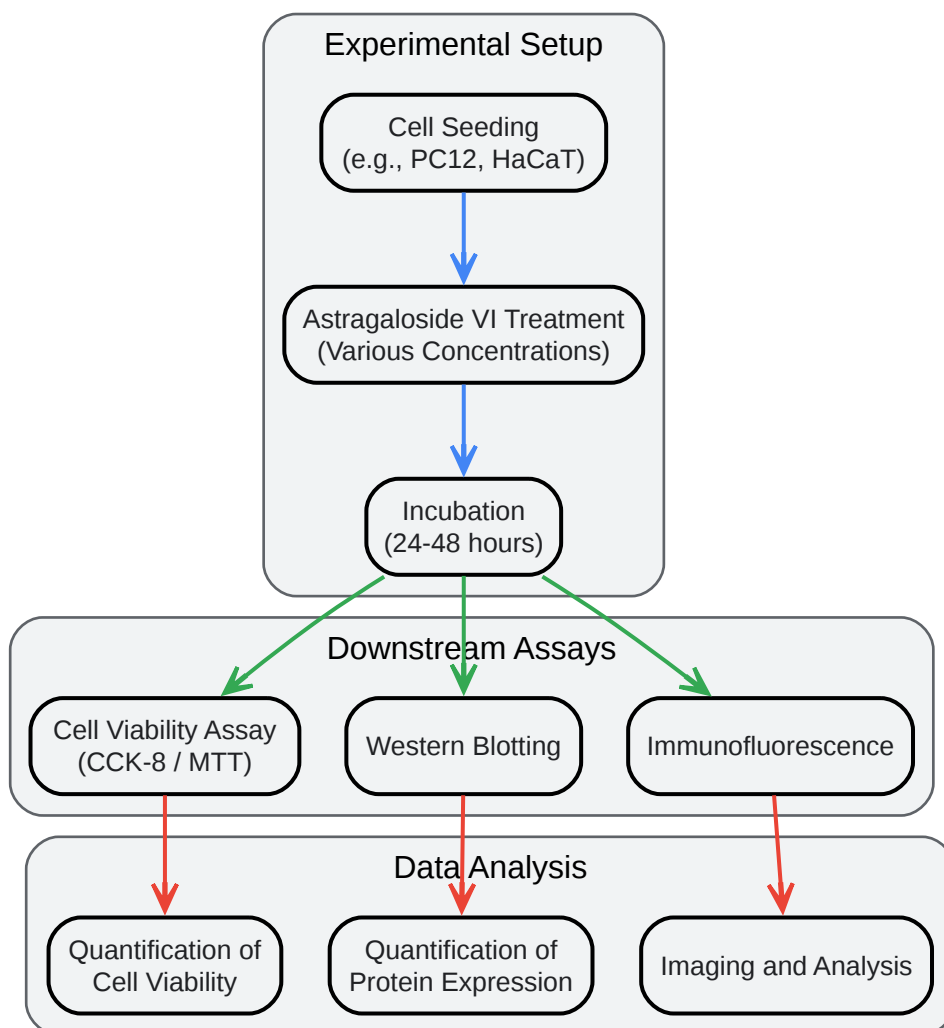 Experimental Setup
Cell Seeding
(e.g., PC12, HaCaT)
Astragaloside VI Treatment
(Various Concentrations)
Incubation
(24-48 hours)
Downstream Assays
Cell Viability Assay
(CCK-8 / MTT)
Western Blotting
Immunofluorescence
Data Analysis
Quantification of
Cell Viability
Quantification of
Protein Expression
Imaging and Analysis